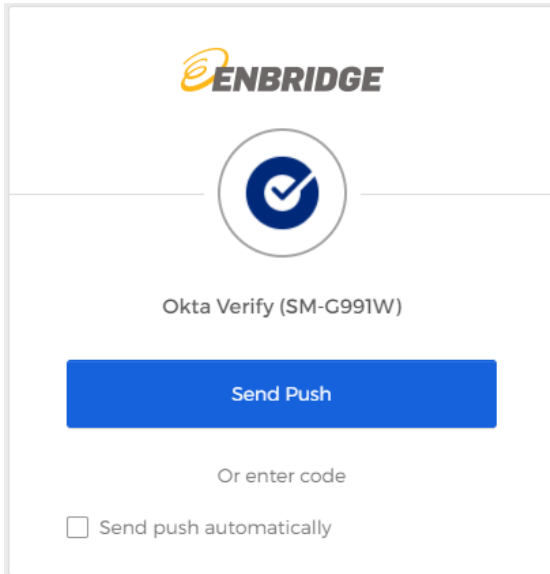 ENBRIDGE
Okta Verify (SM-G991W)
Send Push
Or enter code
Send push automatically